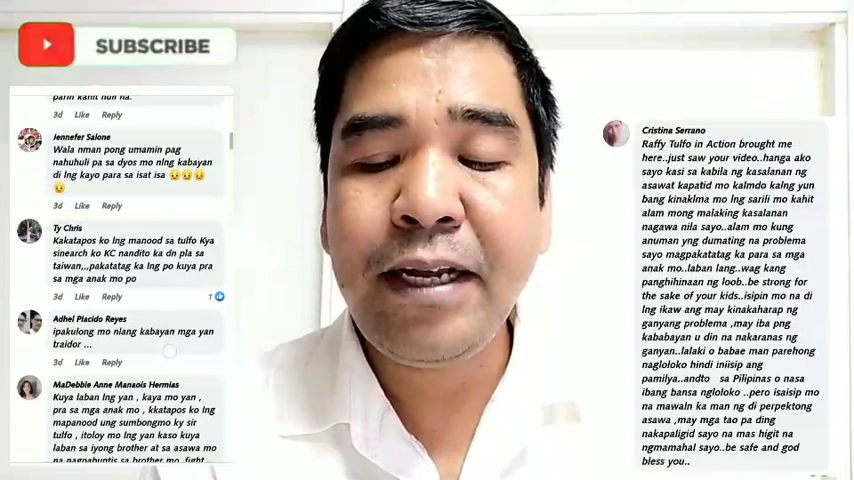 SUBSCRIBE
parin kahit huli na.
3d Like Reply
Jennefer Salone
Wala nman pong umamin pag
nahuhuli pa sa dyos mo nlng kabayan
di lng kayo para sa isat isa 😣😣😣
😣
3d Like Reply
Ty Chris
Kakatapos ko lng manood sa tulfo Kya
sinearch ko KC nandito ka dn pla sa
taiwan,,,pakatatag ka lng po kuya pra
sa mga anak mo po
3d Like Reply 1
Adhel Placido Reyes
ipakulong mo nlang kabayan mga yan
traidor ...
3d Like Reply
MaDebbie Anne Manaois Hermias
Kuya laban lng yan , kaya mo yan ,
pra sa mga anak mo , kkatapos ko lng
mapanood ung sumbongmo ky sir
tulfo , itoloy mo lng yan kaso kuya
laban sa iyong brother at sa asawa mo
na nagpabuntis sa brother mo, fight
Cristina Serrano
Raffy Tulfo in Action brought me
here..just saw your video..hanga ako
sayo kasi sa kabila ng kasalanan ng
asawat kapatid mo kalmdo kalng yun
bang kinaklma mo lng sarili mo kahit
alam mong malaking kasalanan
nagawa nila sayo..alam mo kung
anuman yng dumating na problema
sayo magpakatatag ka para sa mga
anak mo..laban lang..wag kang
panghihinaan ng loob..be strong for
the sake of your kids..isipin mo na di
lng ikaw ang may kinakaharap ng
ganyang problema ,may iba png
kababayan u din na nakaranas ng
ganyan..lalaki o babae man parehong
nagloloko hindi iniisip ang
pamilya..andto sa Pilipinas o nasa
ibang bansa ngloloko ..pero isaisip mo
na mawaln ka man ng di perpektong
asawa ,may mga tao pa ding
nakapaligid sayo na mas higit na
ngmamahal sayo..be safe and god
bless you..